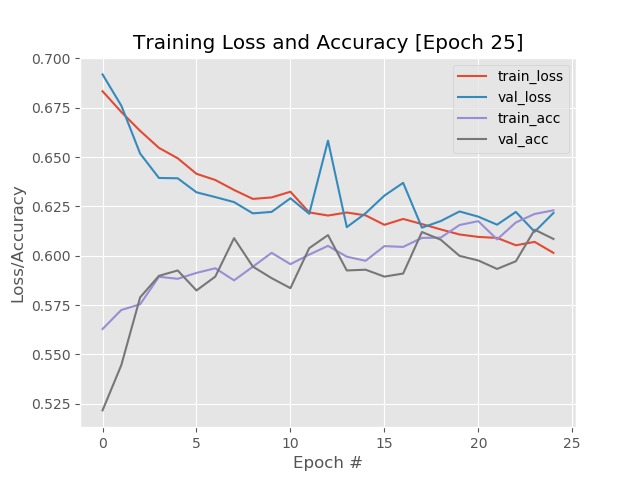 Training Loss and Accuracy [Epoch 25]
train_loss
val_loss
train_acc
val_acc
0.700
0.675
0.650
0.625
0.600
0.575
0.550
0.525
Loss/Accuracy
0 5 10 15 20 25
Epoch #